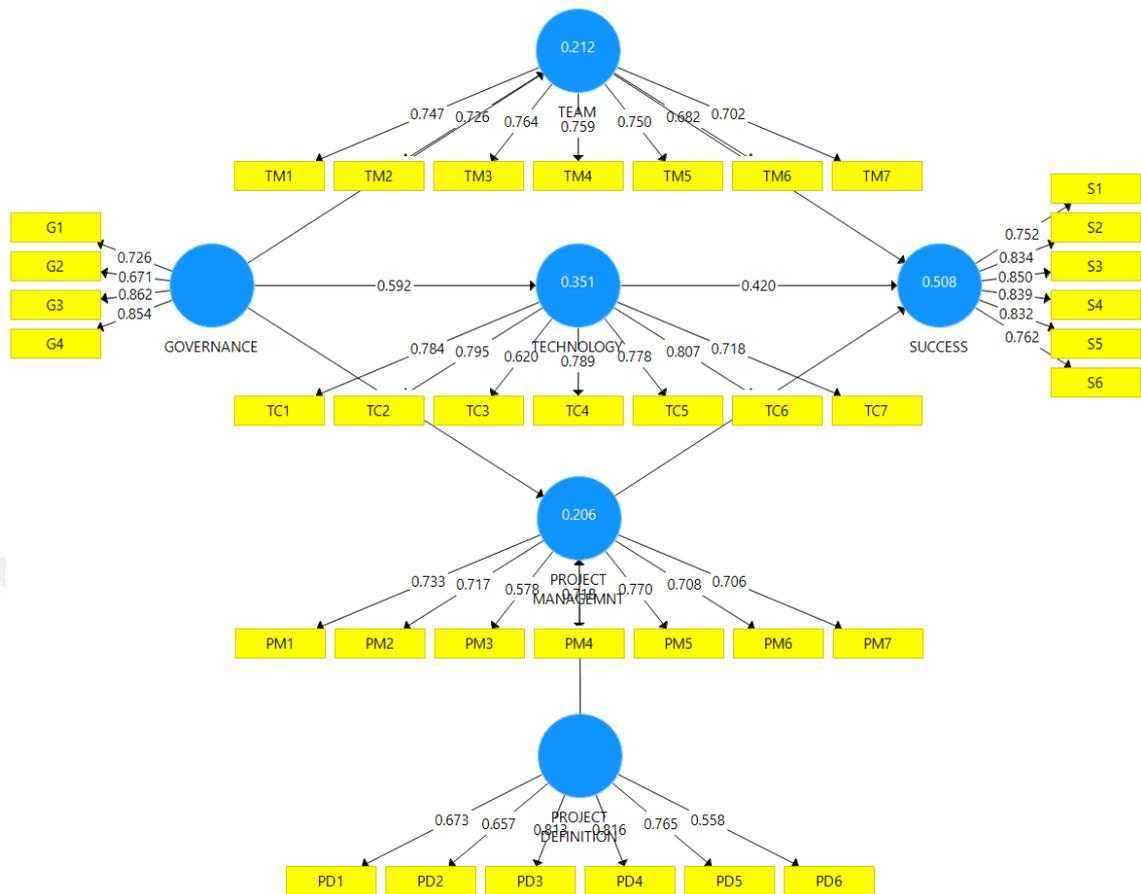 0.212
0.747
0.726
0.764
TEAM
0.759
0.750
0.682
0.702
TM1
TM2
TM3
TM4
TM5
TM6
TM7
G1
G2
G3
G4
0.726
0.671
0.862
0.854
GOVERNANCE
0.592
0.351
0.420
0.508
SUCCESS
0.752
0.834
0.850
0.839
0.832
0.762
S1
S2
S3
S4
S5
S6
0.784
0.795
0.620
TECHNOLOGY
0.789
0.778
0.807
0.718
TC1
TC2
TC3
TC4
TC5
TC6
TC7
0.206
0.733
0.717
0.578
PROJECT
MANAGEMNT
0.770
0.708
0.706
PM1
PM2
PM3
PM4
PM5
PM6
PM7
0.673
0.657
0.813
PROJECT
DEFINITION
0.816
0.765
0.558
PD1
PD2
PD3
PD4
PD5
PD6